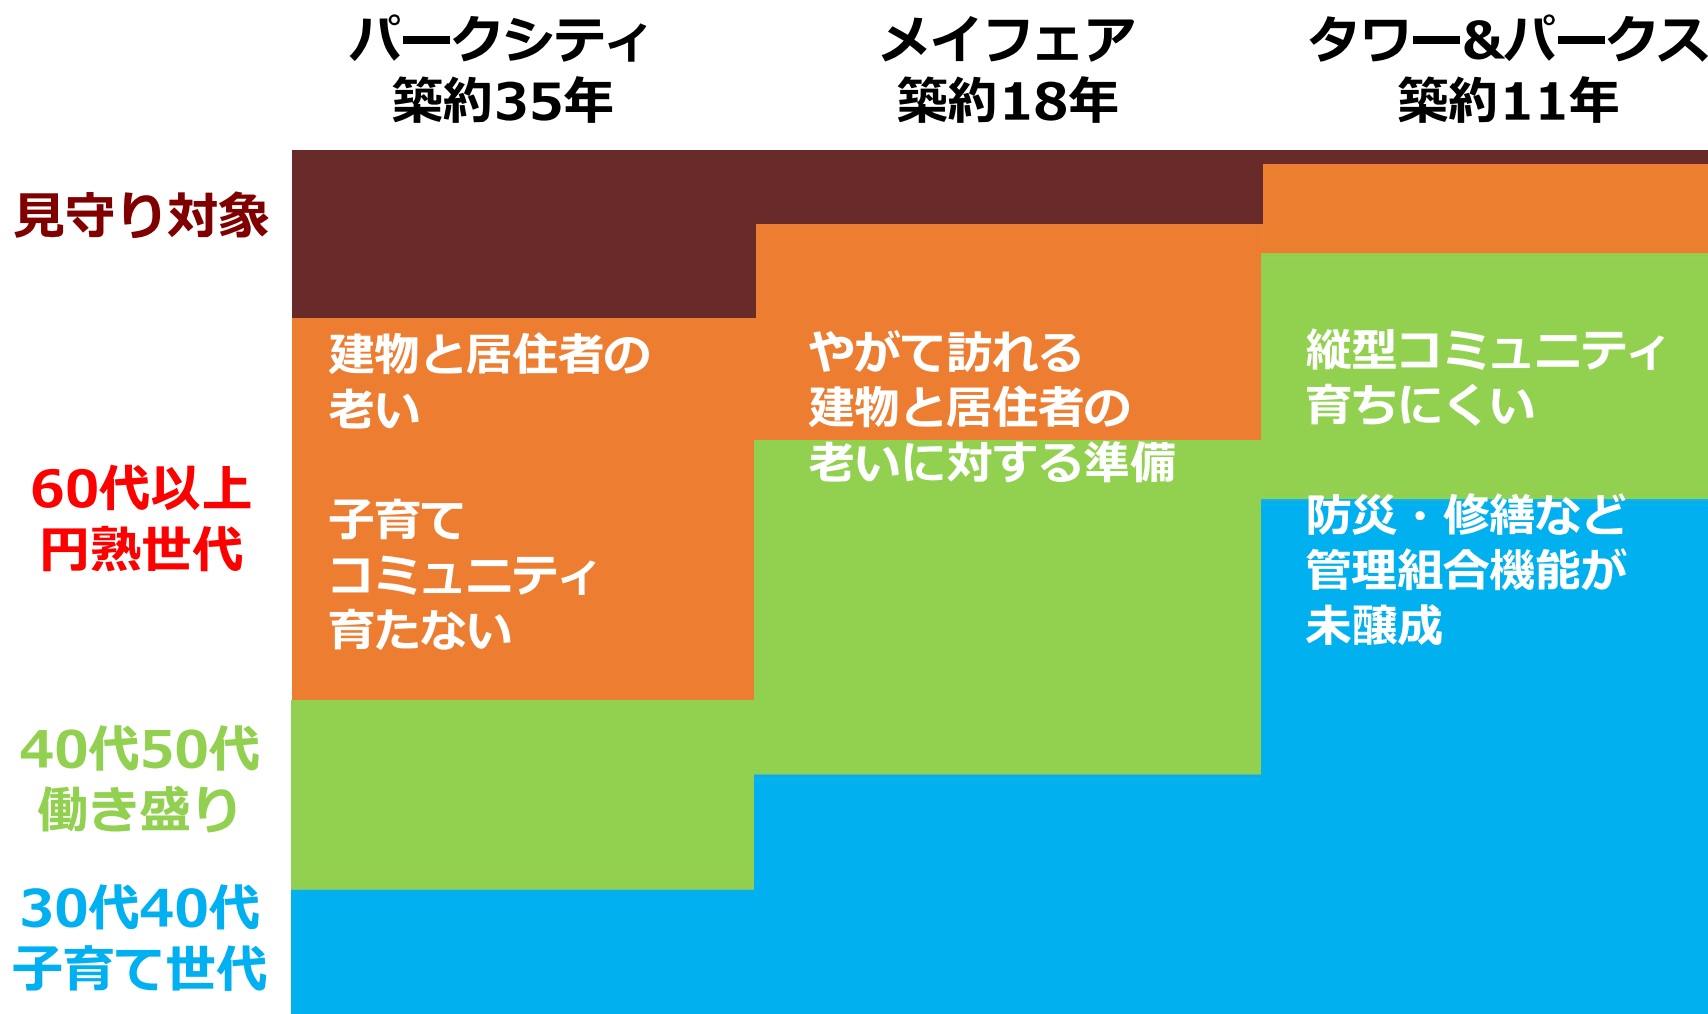 パークシティ
築約35年
メイフェア
築約18年
タワー&パークス
築約11年
見守り対象
60代以上
円熟世代
40代50代
働き盛り
30代40代
子育て世代
建物と居住者の
老い
子育て
コミュニティ
育たない
やがて訪れる
建物と居住者の
老いに対する準備
縦型コミュニティ
育ちにくい
防災・修繕など
管理組合機能が
未醸成